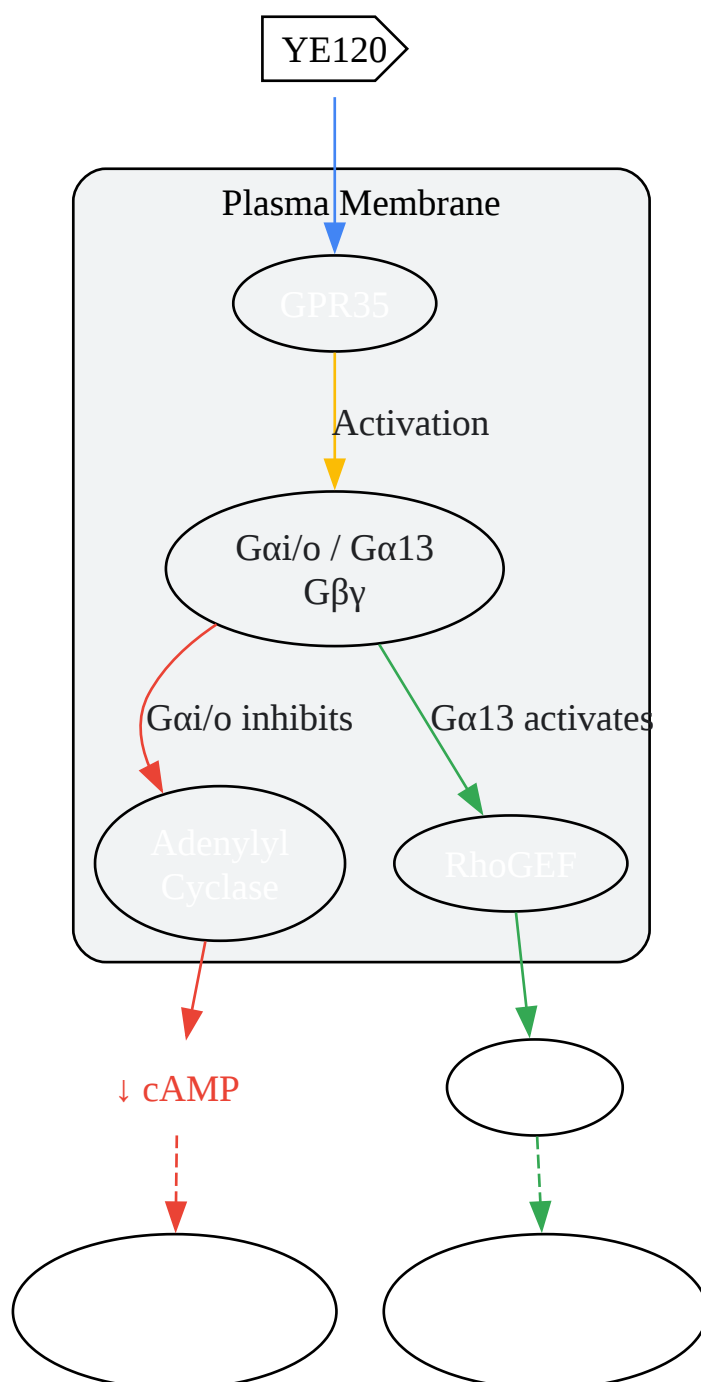 YE120
Plasma Membrane
GPR35
Activation
Gαi/o / Gα13
Gβγ
Gαi/o inhibits
Gα13 activates
Adenylyl
Cyclase
RhoGEF
↓ cAMP